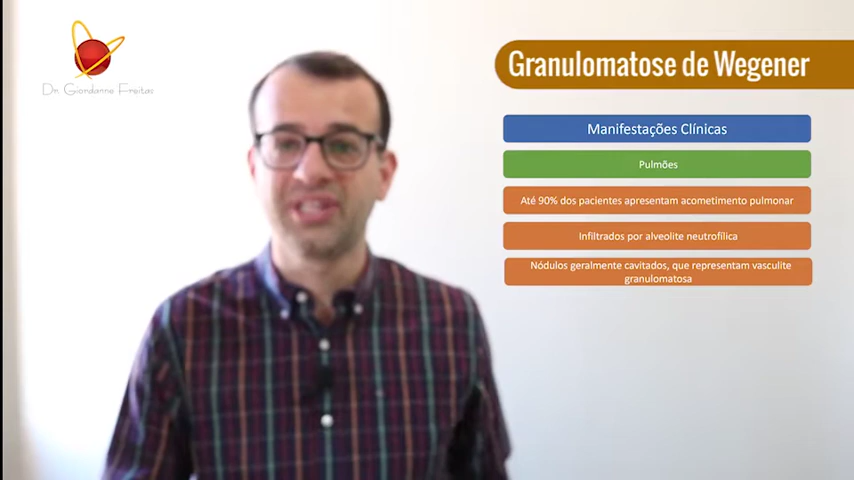 Dr. Giordanne Freitas
Granulomatose de Wegener
Manifestações Clínicas
Pulmões
Até 90% dos pacientes apresentam acometimento pulmonar
Infiltrados por alveolite neutrofílica
Nódulos geralmente cavitados, que representam vasculite
granulomatosa